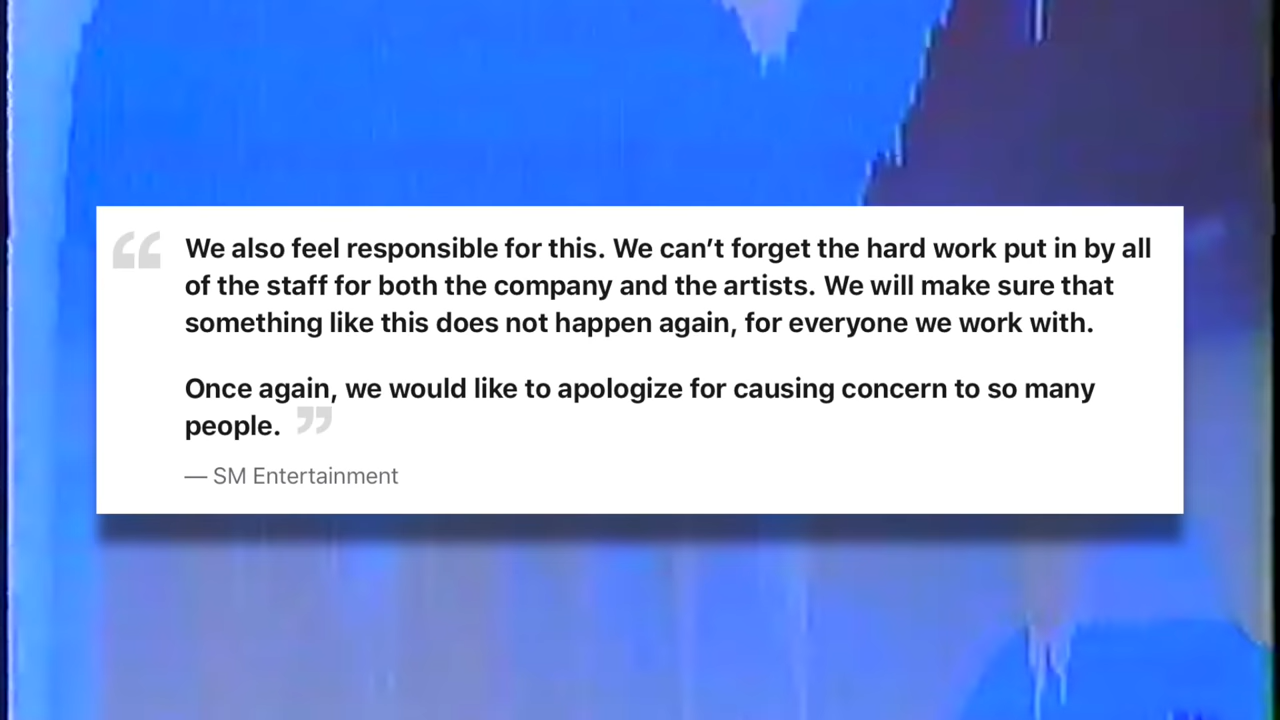 “ We also feel responsible for this. We can’t forget the hard work put in by all
of the staff for both the company and the artists. We will make sure that
something like this does not happen again, for everyone we work with.
Once again, we would like to apologize for causing concern to so many
people. ”
— SM Entertainment